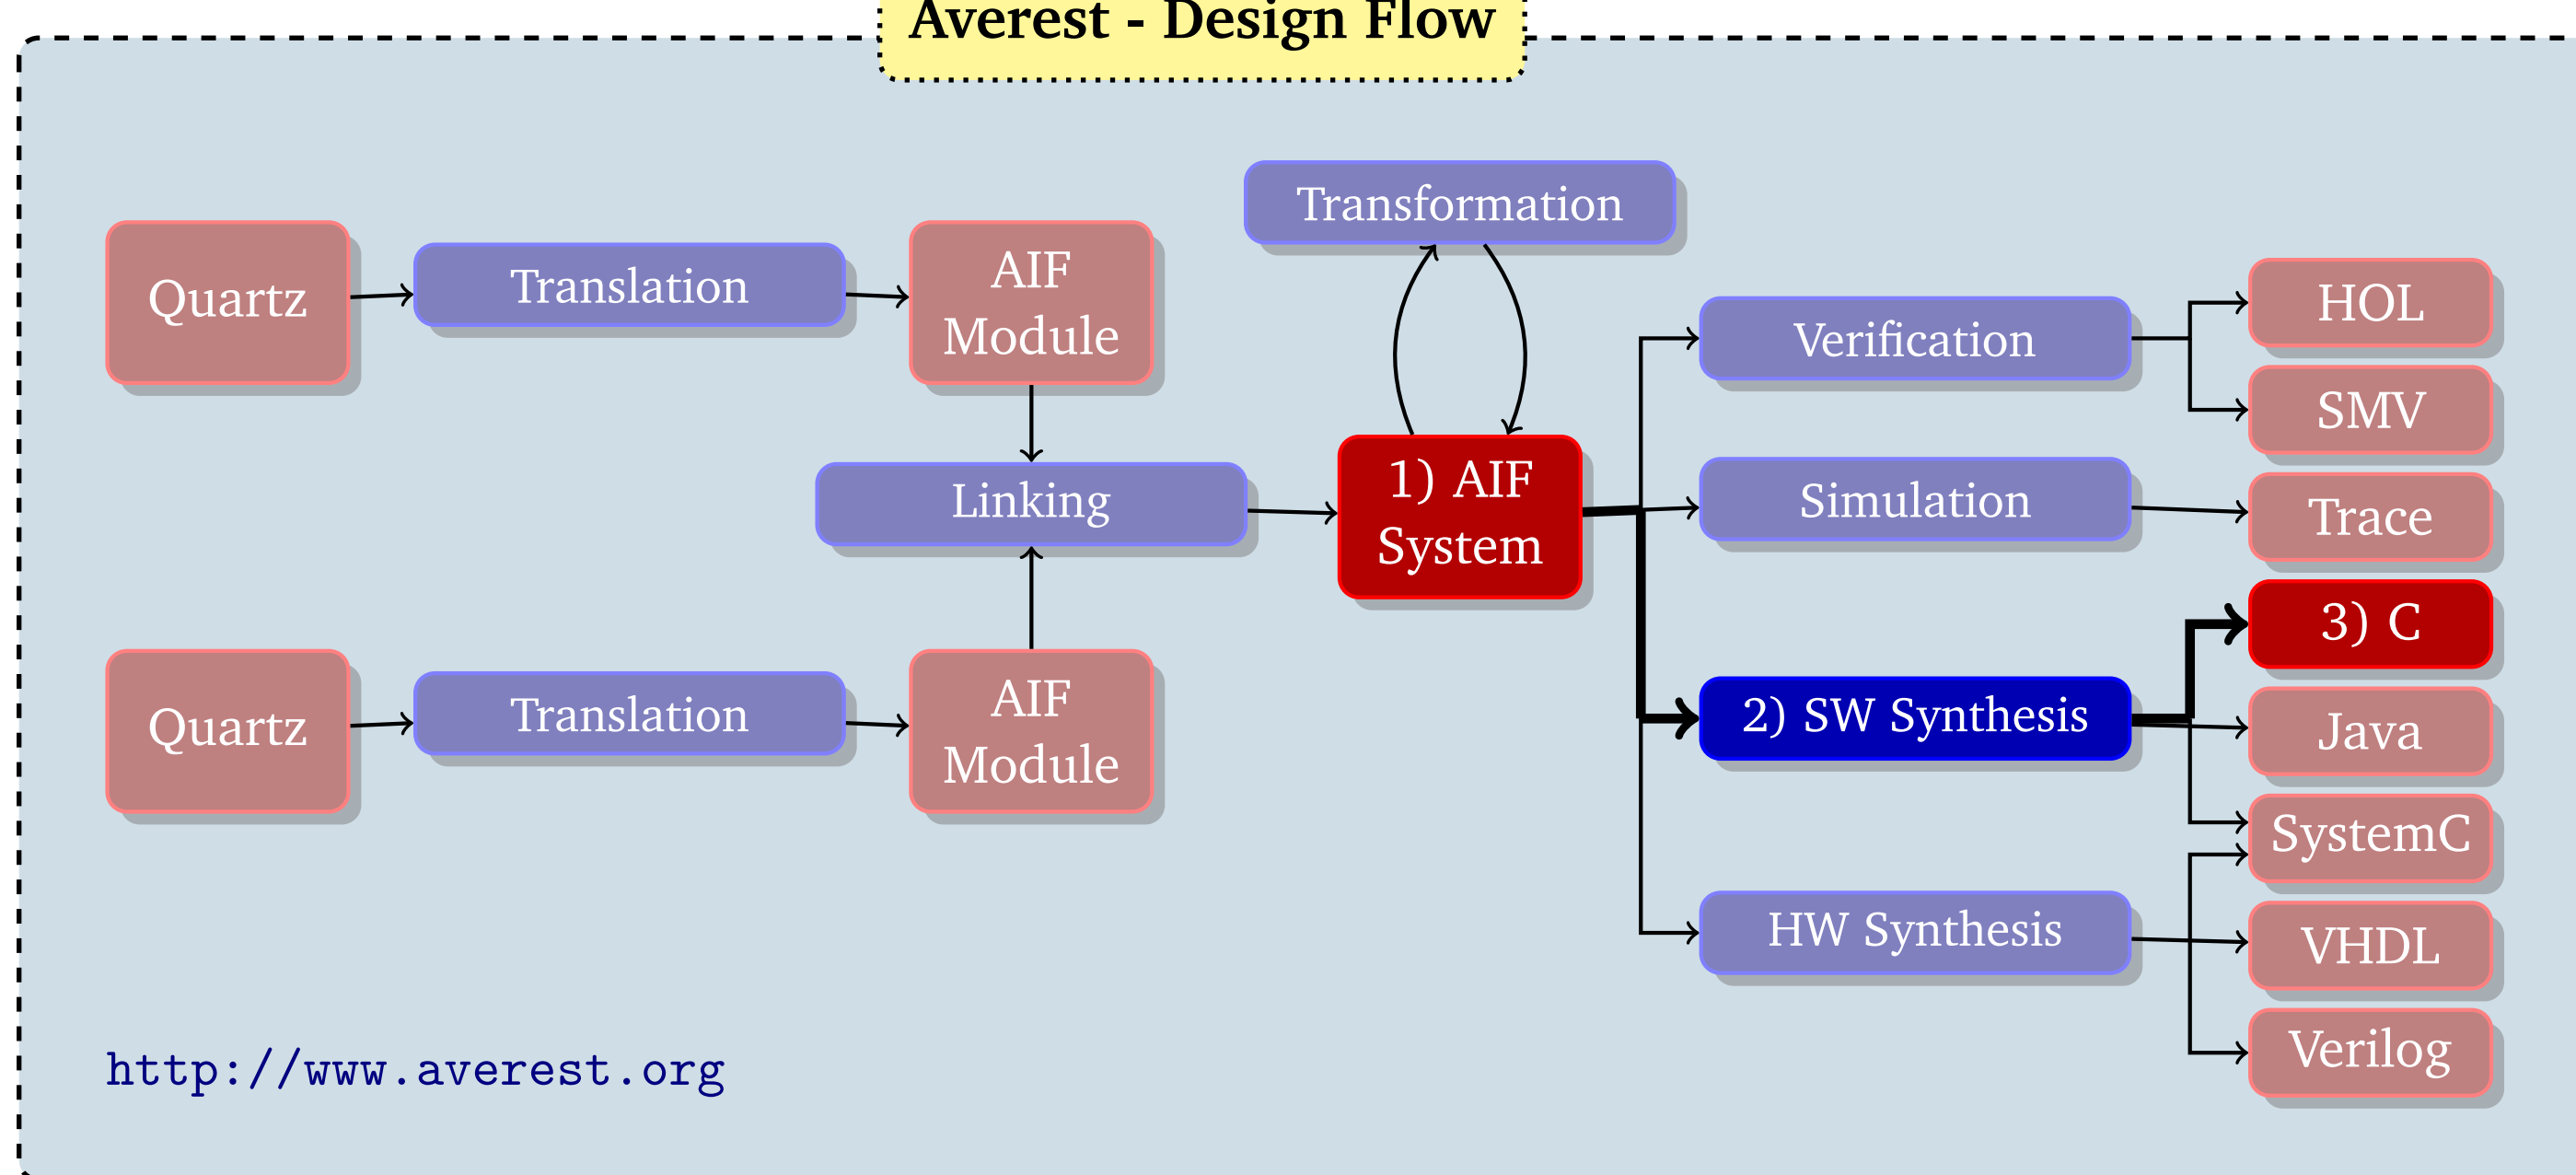 Averest - Design Flow
Transformation
Quartz
Translation
AIF
Module
Verification
HOL
SMV
Linking
1) AIF
System
Simulation
Trace
3) C
Quartz
Translation
AIF
Module
2) SW Synthesis
Java
SystemC
HW Synthesis
VHDL
Verilog
http://www.averest.org